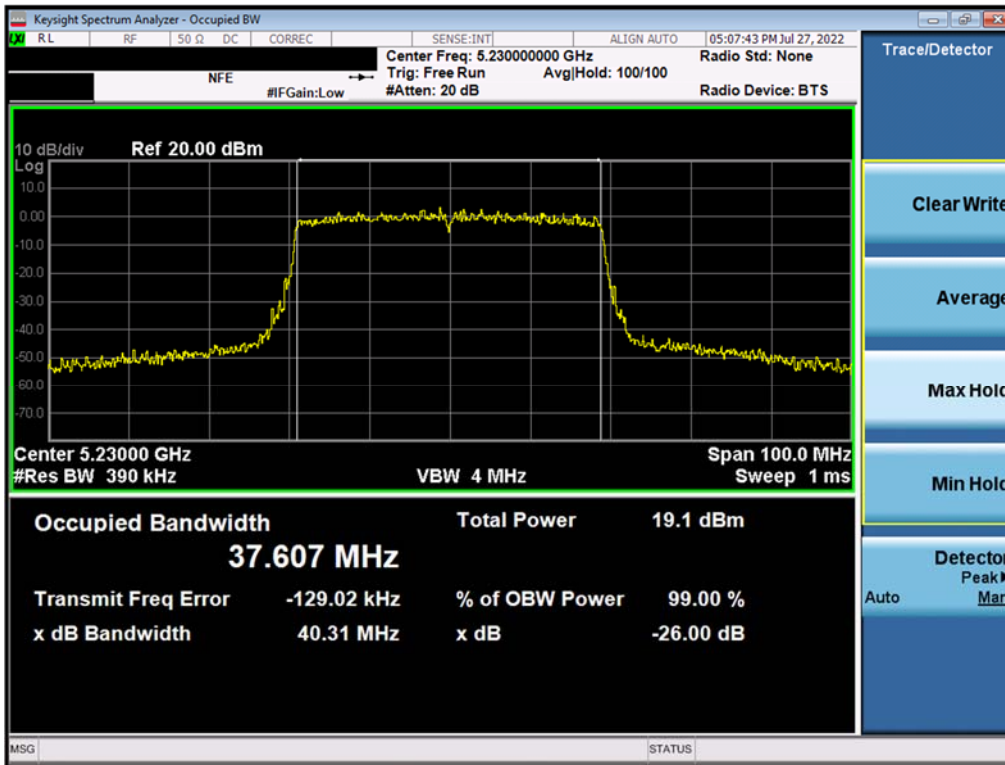 Keysight Spectrum Analyzer - Occupied BW
LXI RL RF 50 Ω DC CORREC SENSE:INT ALIGN AUTO 05:07:43 PM Jul 27, 2022
Center Freq: 5.230000000 GHz Radio Std: None
NFE Trig: Free Run Avg|Hold: 100/100
#IFGain:Low #Atten: 20 dB Radio Device: BTS
Trace/Detector
10 dB/div Ref 20.00 dBm
Log
10.0
0.00
-10.0
-20.0
-30.0
-40.0
-50.0
60.0
-70.0
Center 5.23000 GHz Span 100.0 MHz
#Res BW 390 kHz VBW 4 MHz Sweep 1 ms
Occupied Bandwidth Total Power 19.1 dBm
37.607 MHz
Transmit Freq Error -129.02 kHz % of OBW Power 99.00 %
x dB Bandwidth 40.31 MHz x dB -26.00 dB
Clear Write
Average
Max Hold
Min Hold
Detector
Peak
Auto Man
MSG STATUS